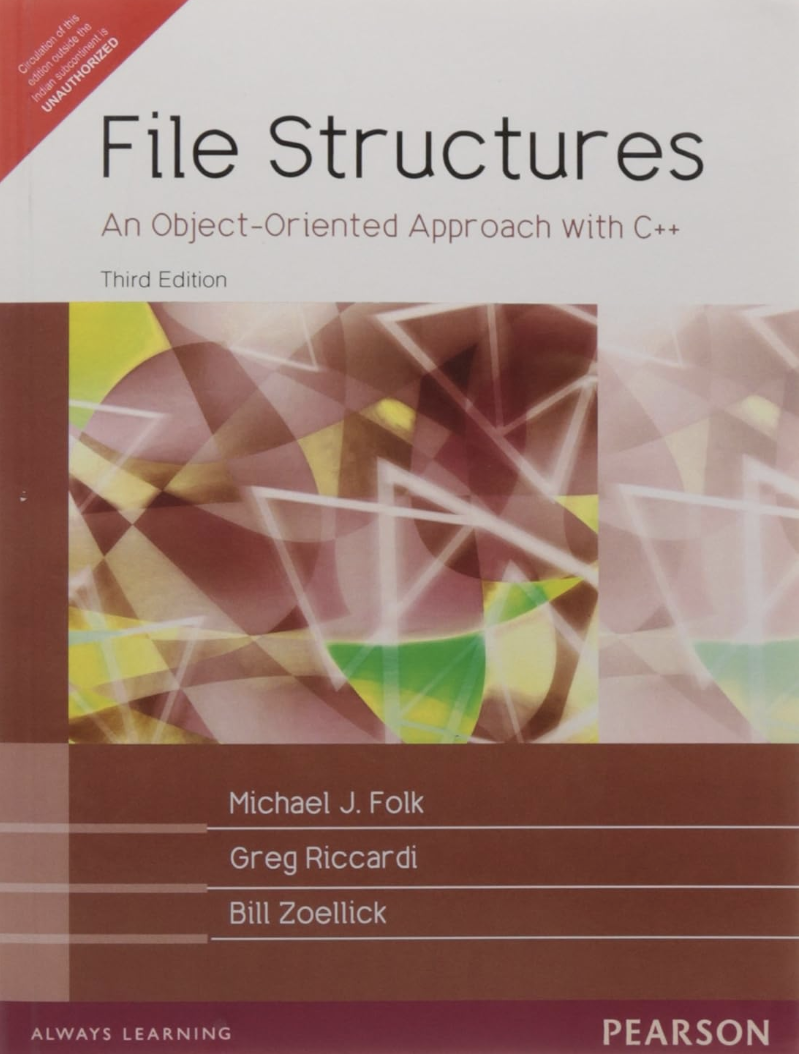 Circulation of this
edition outside the
Indian subcontinent is
UNAUTHORIZED
File Structures
An Object-Oriented Approach with C++
Third Edition
Michael J. Folk
Greg Riccardi
Bill Zoellick
ALWAYS LEARNING
PEARSON